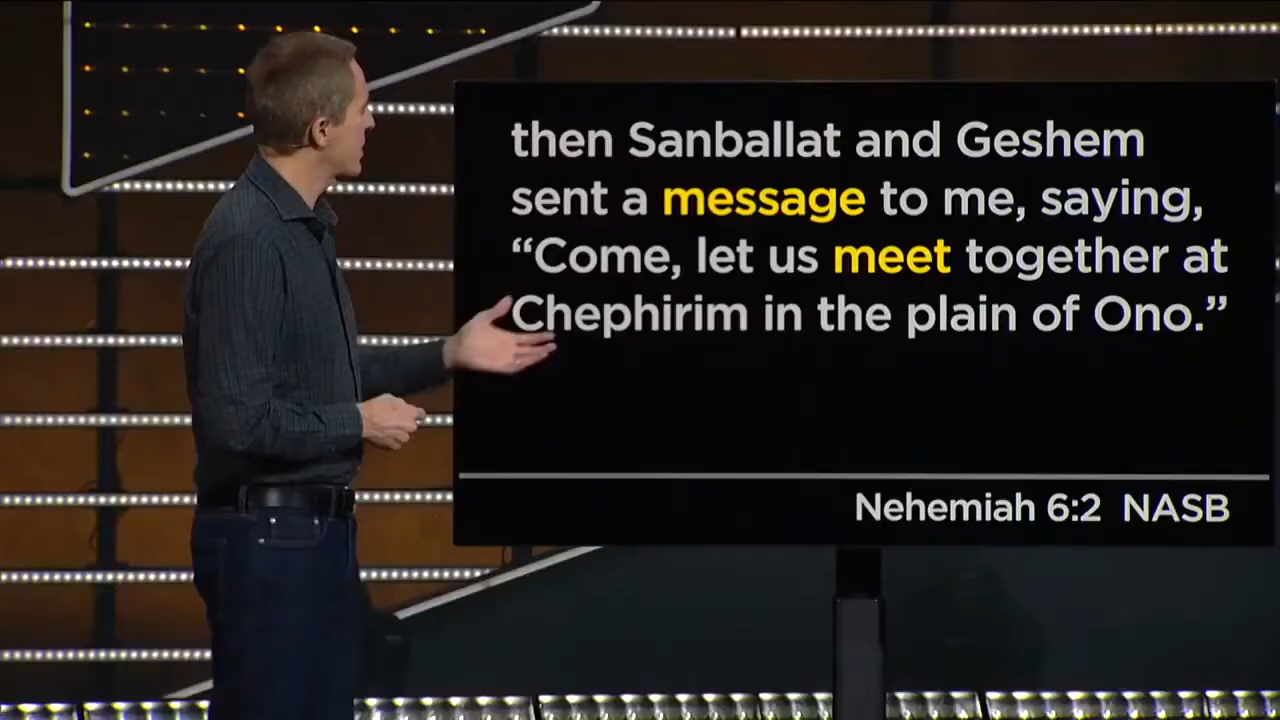 then Sanballat and Geshem
sent a message to me, saying,
“Come, let us meet together at
Chephirim in the plain of Ono.”
Nehemiah 6:2 NASB